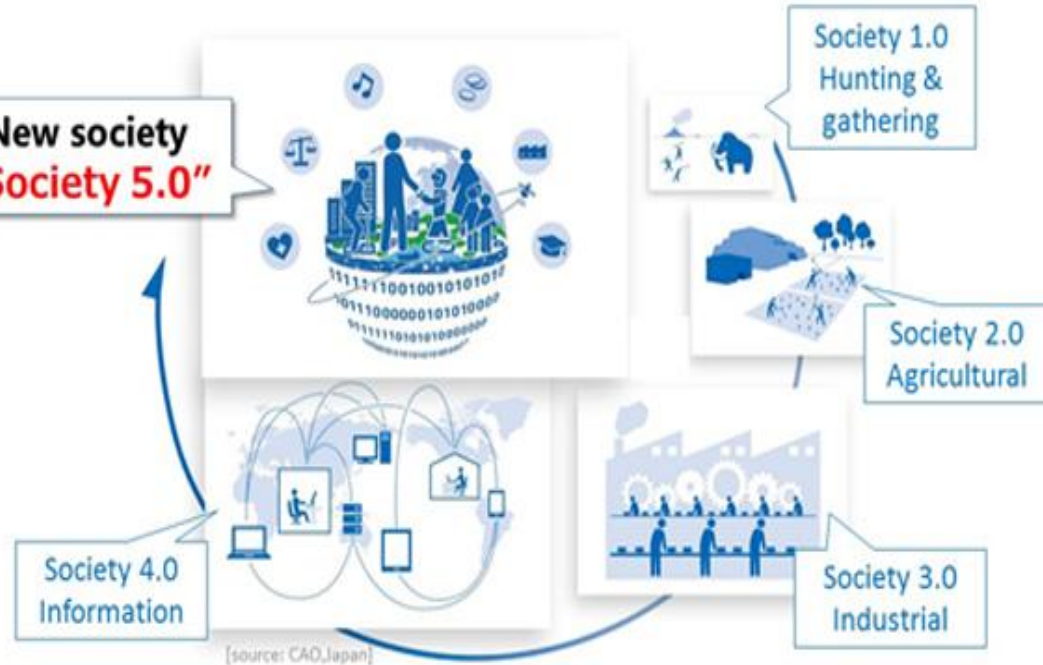 New society
Society 5.0”
Society 1.0
Hunting &
gathering
Society 2.0
Agricultural
Society 3.0
Industrial
Society 4.0
Information
[source: CAO,Japan]